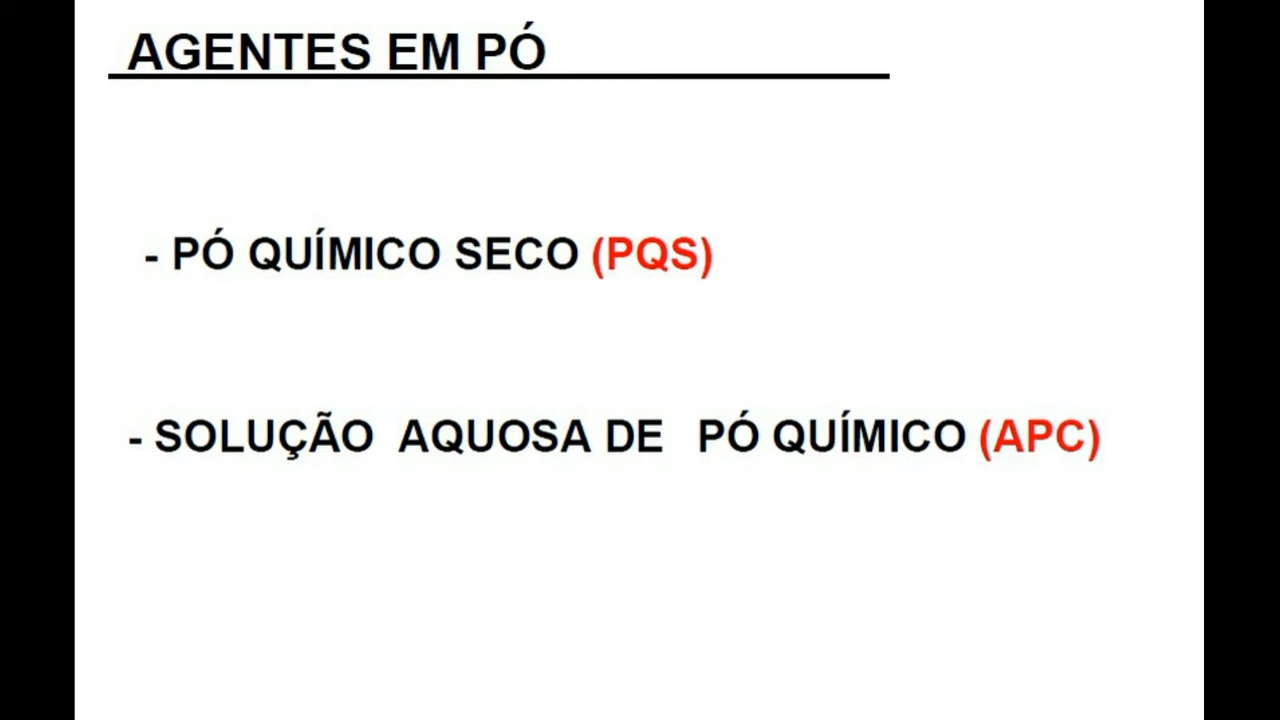 AGENTES EM PÓ
- PÓ QUÍMICO SECO (PQS)
- SOLUÇÃO AQUOSA DE PÓ QUÍMICO (APC)